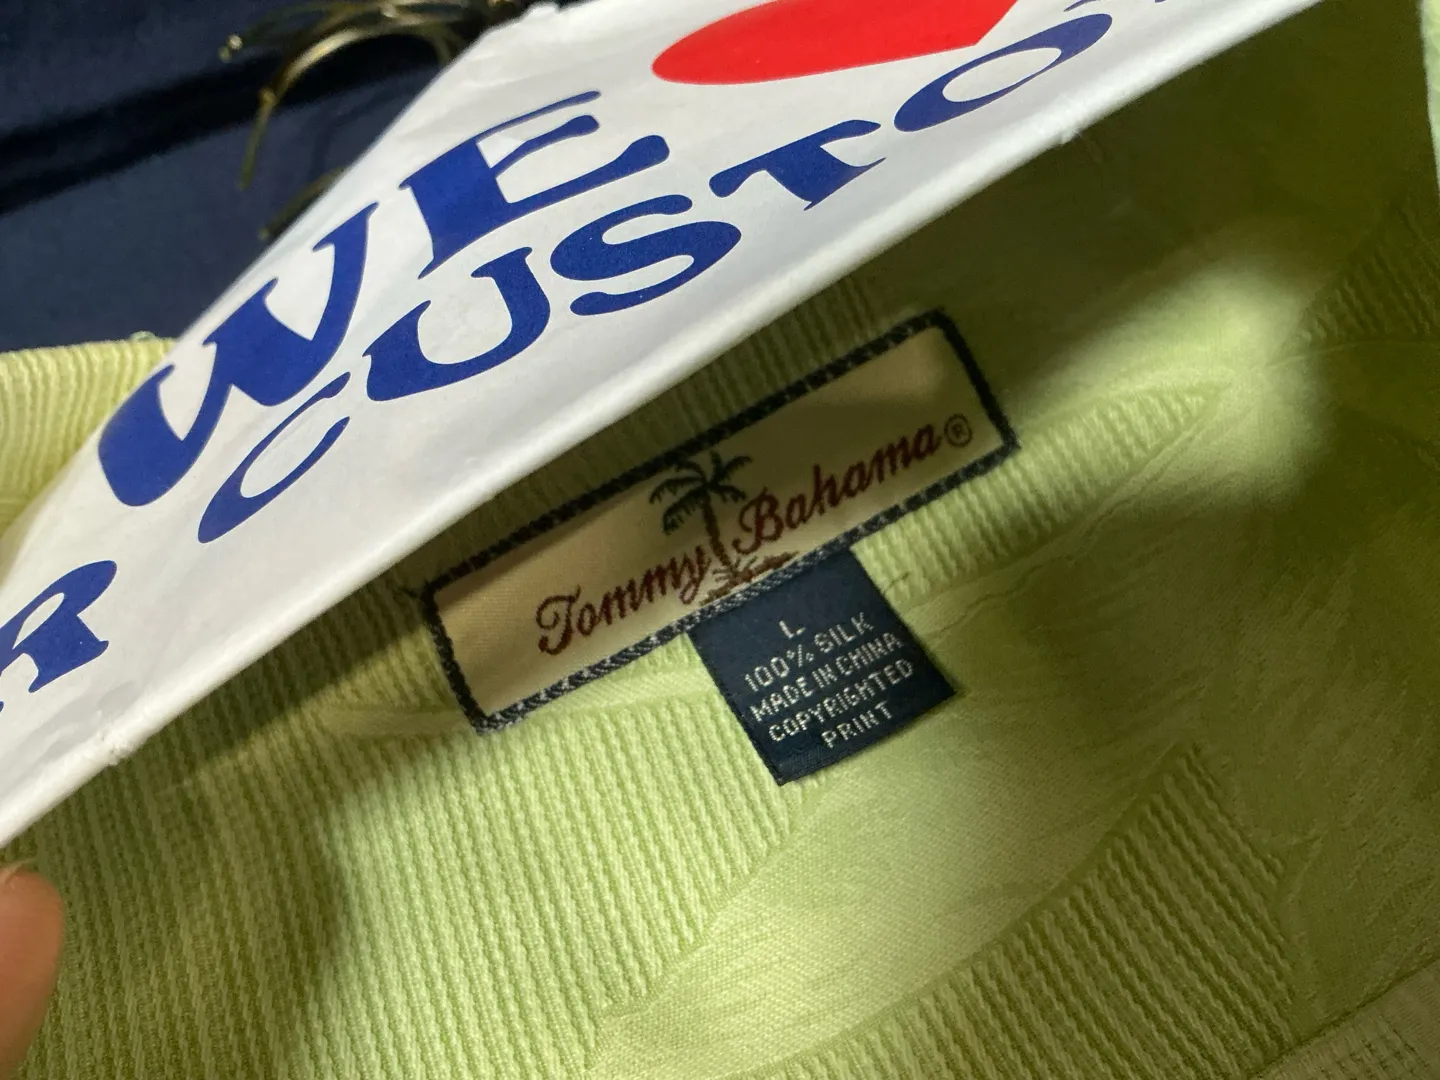 WE
CUSTO
R
Tommy Bahama®
L
100% SILK
MADE IN CHINA
COPYRIGHTED
PRINT